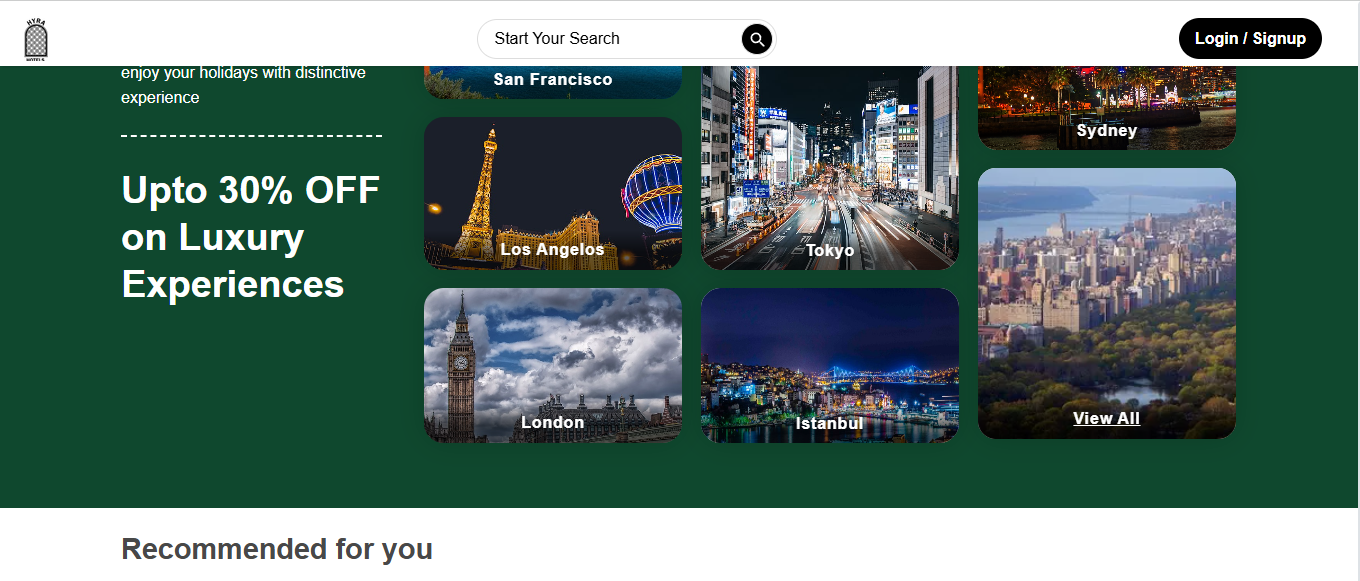 HYRA
HOTELS
Start Your Search
Login / Signup
enjoy your holidays with distinctive
experience
Upto 30% OFF
on Luxury
Experiences
San Francisco
Los Angelos
London
Tokyo
Istanbul
Sydney
View All
Recommended for you